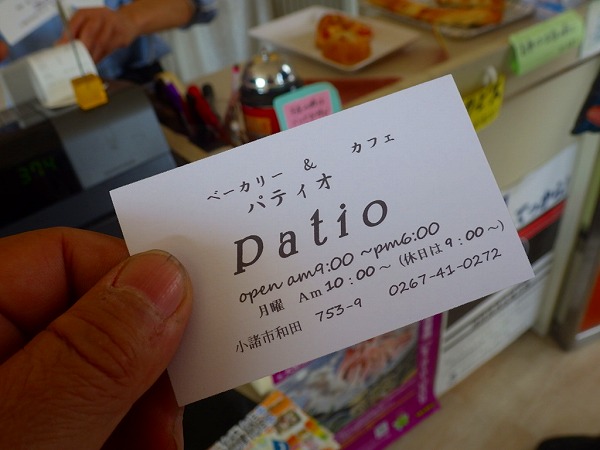 ベーカリー & カフェ
パティオ
patio
open am9:00 ~pm6:00
月曜 Am10：00～（休日は9：00～）
小諸市和田 753-9 0267-41-0272